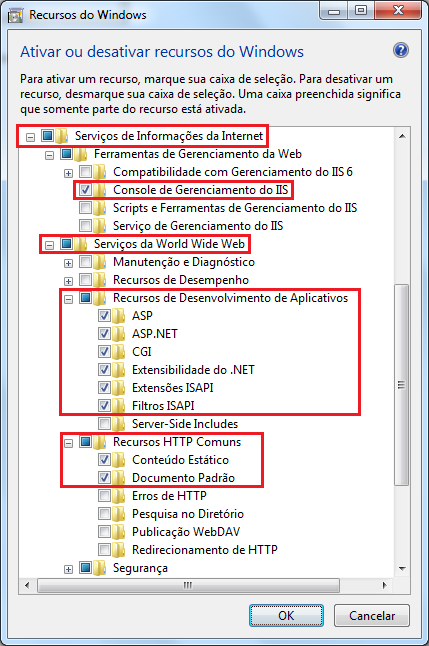 Recursos do Windows
Ativar ou desativar recursos do Windows
Para ativar um recurso, marque sua caixa de seleção. Para desativar um
recurso, desmarque sua caixa de seleção. Uma caixa preenchida significa
que somente parte do recurso está ativada.
Serviços de Informações da Internet
Ferramentas de Gerenciamento da Web
Compatibilidade com Gerenciamento do IIS 6
Console de Gerenciamento do IIS
Scripts e Ferramentas de Gerenciamento do IIS
Serviço de Gerenciamento do IIS
Serviços da World Wide Web
Manutenção e Diagnóstico
Recursos de Desempenho
Recursos de Desenvolvimento de Aplicativos
ASP
ASP.NET
CGI
Extensibilidade do .NET
Extensões ISAPI
Filtros ISAPI
Server-Side Includes
Recursos HTTP Comuns
Conteúdo Estático
Documento Padrão
Erros de HTTP
Pesquisa no Diretório
Publicação WebDAV
Redirecionamento de HTTP
Segurança
OK
Cancelar